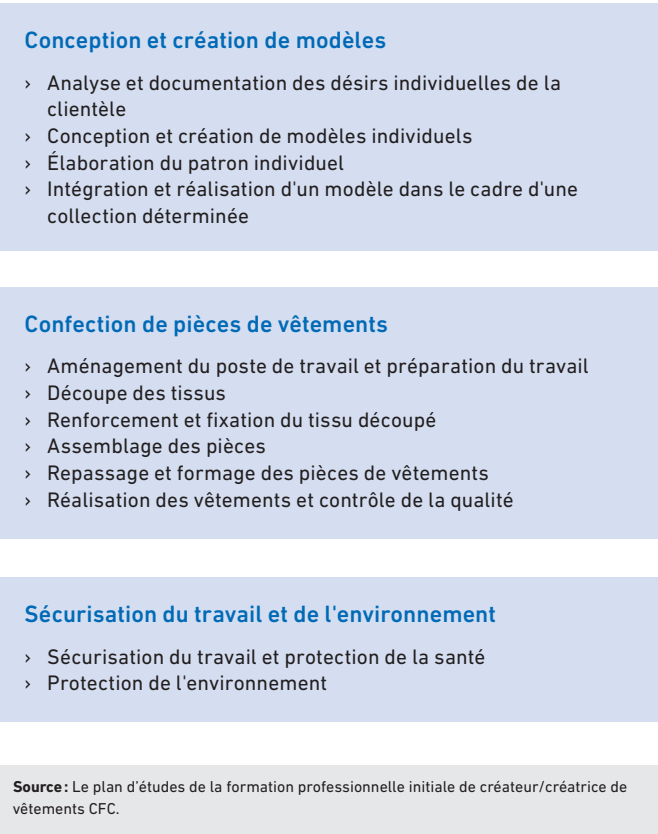 Conception et création de modèles
› Analyse et documentation des désirs individuelles de la
clientèle
› Conception et création de modèles individuels
› Élaboration du patron individuel
› Intégration et réalisation d'un modèle dans le cadre d'une
collection déterminée
Confection de pièces de vêtements
› Aménagement du poste de travail et préparation du travail
› Découpe des tissus
› Renforcement et fixation du tissu découpé
› Assemblage des pièces
› Repassage et formage des pièces de vêtements
› Réalisation des vêtements et contrôle de la qualité
Sécurisation du travail et de l'environnement
› Sécurisation du travail et protection de la santé
› Protection de l'environnement
Source : Le plan d’études de la formation professionnelle initiale de créateur/créatrice de
vêtements CFC.